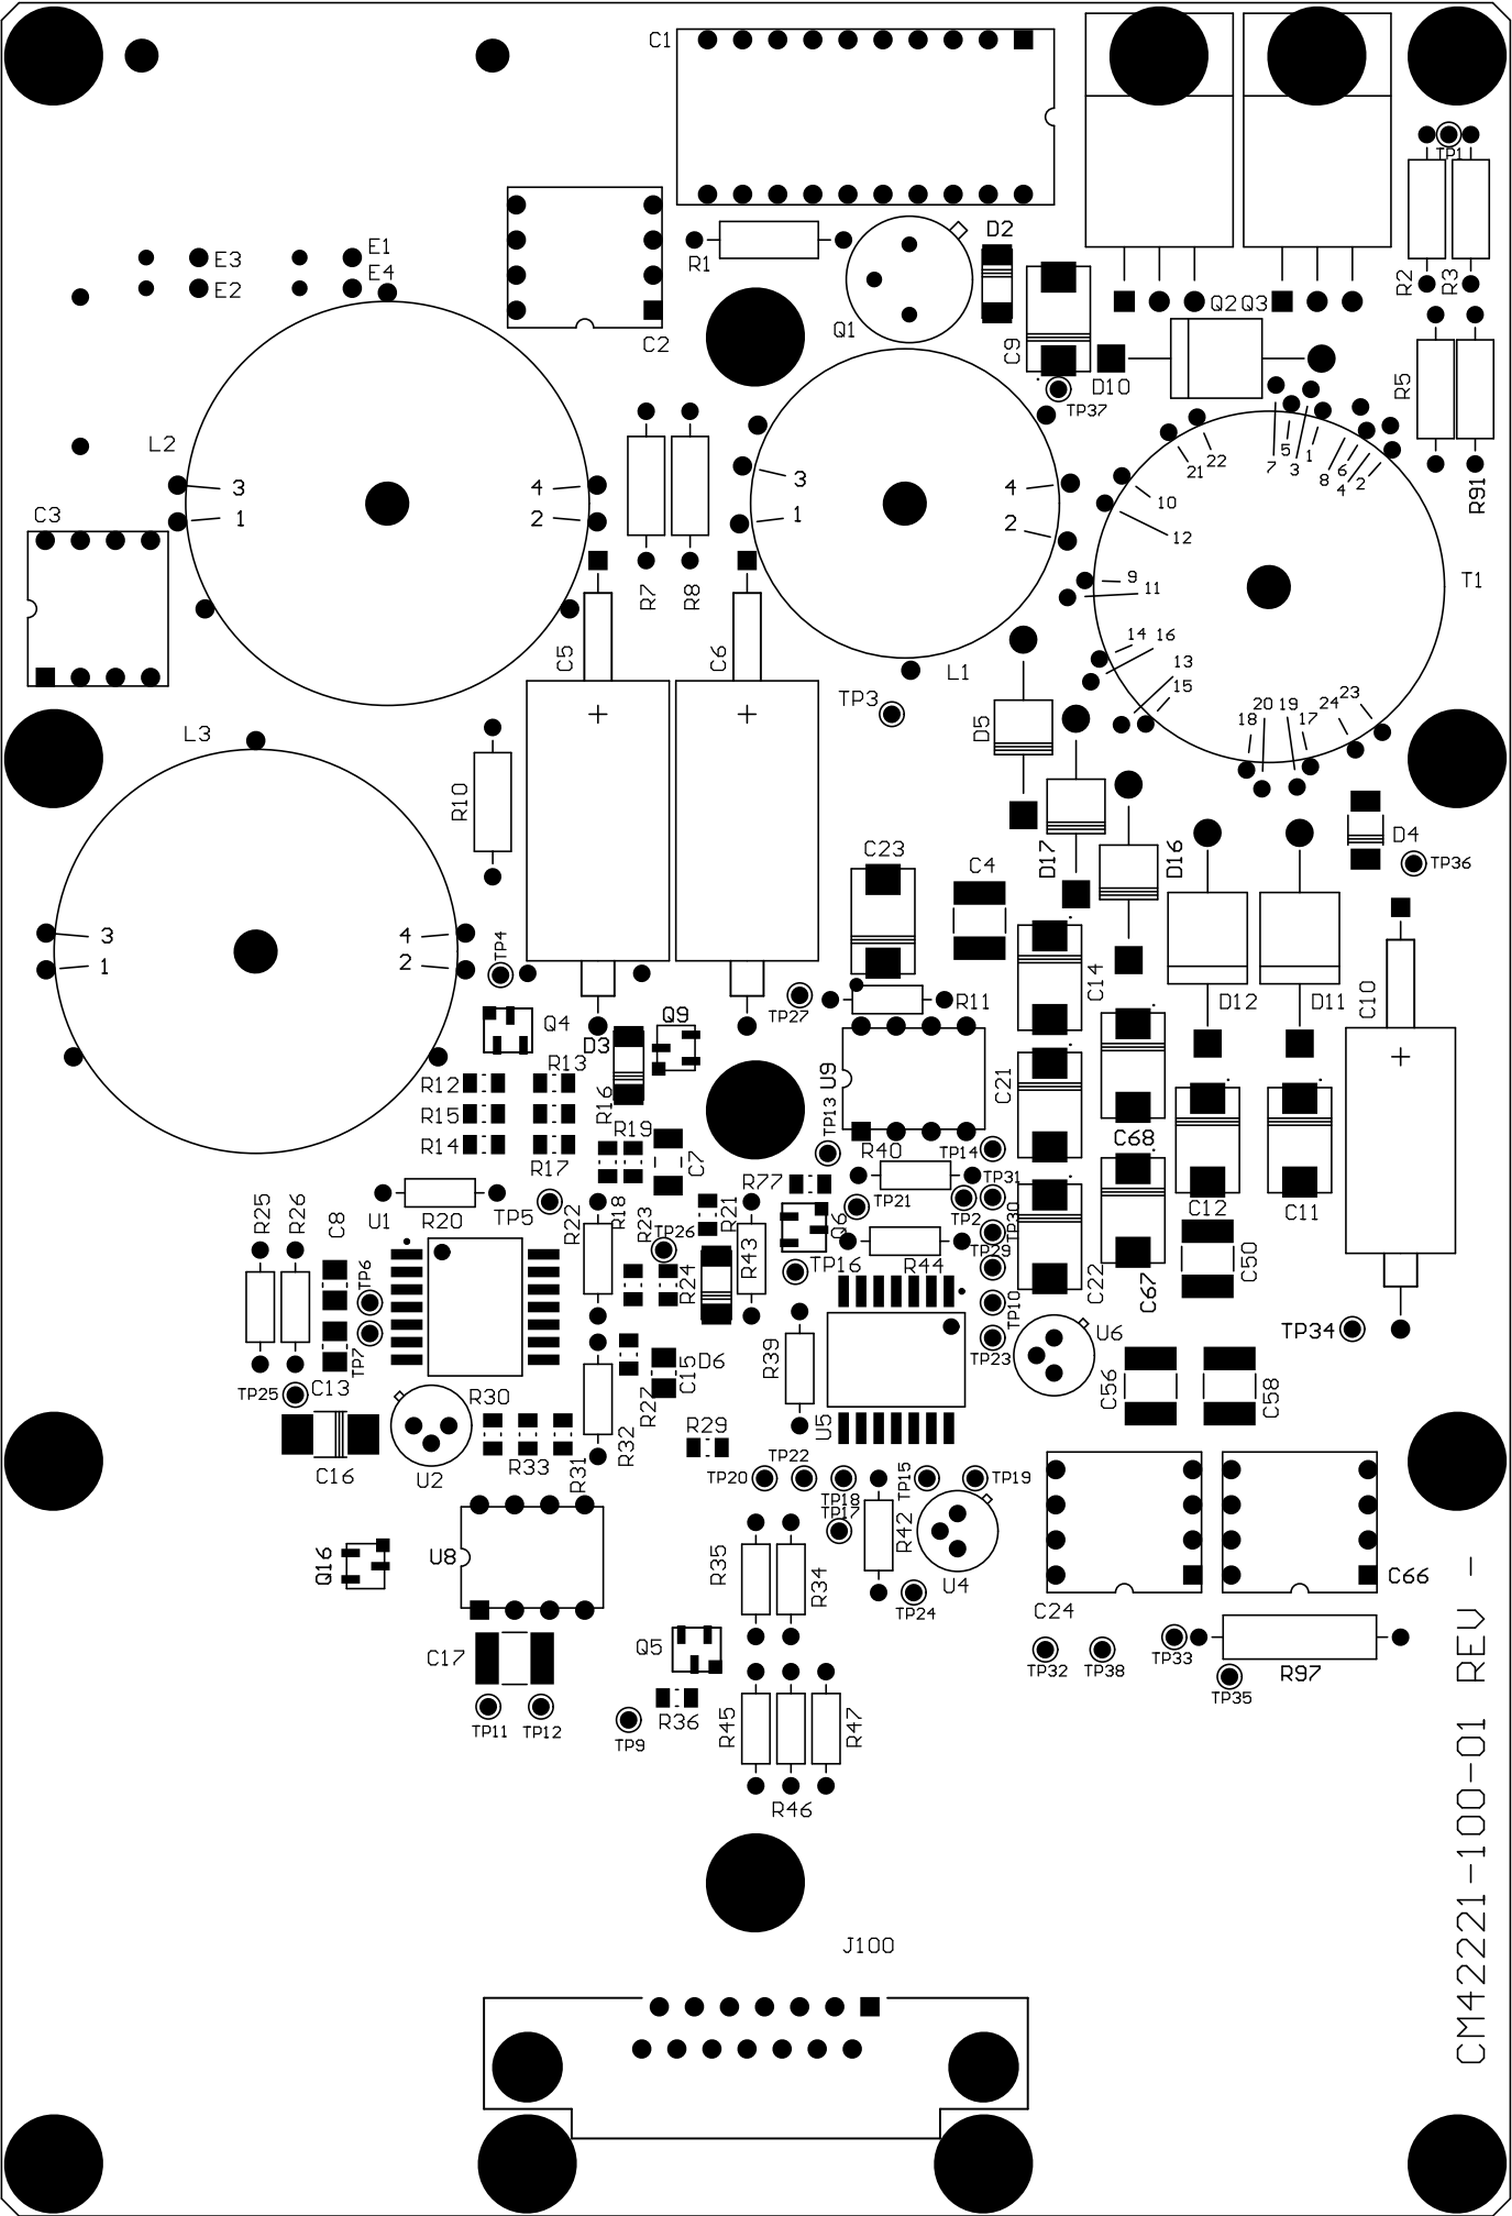 C1
TP1
E3
E1
E4
E2
C2
R1
Q1
D2
C9
Q2
Q3
R2
R3
D10
TP37
R5
R91
L2
3
1
4
2
3
1
4
2
7
5
3
1
8
6
4
2
21
22
10
12
9
11
14
16
13
15
18
20
19
17
24
23
T1
C3
R7
R8
C5
+
C6
+
L1
TP3
D5
L3
R10
D17
D16
D4
TP36
C23
C4
3
1
4
2
TP4
TP27
R11
C14
D12
D11
C10
+
Q4
D3
Q9
U9
C21
R12
R13
R15
R16
R14
R17
R19
C7
TP13
R40
TP14
C68
R77
TP31
TP21
TP2
TP30
C12
C11
R25
R26
C8
U1
R20
TP5
R22
R18
R23
R21
TP26
R43
Q6
TP29
R44
TP16
C50
TP6
R24
C22
C67
TP10
TP34
TP7
R39
TP23
U6
TP25
C13
D6
C15
R30
R27
C56
C58
C16
U2
R33
R31
R32
R29
U5
TP22
TP20
TP18
TP17
TP15
TP19
Q16
U8
R35
R34
R42
U4
TP24
C24
C66
C17
Q5
TP32
TP38
TP33
TP35
R97
TP11
TP12
TP9
R36
R45
R47
R46
J100
CM42221-100-01 REV -